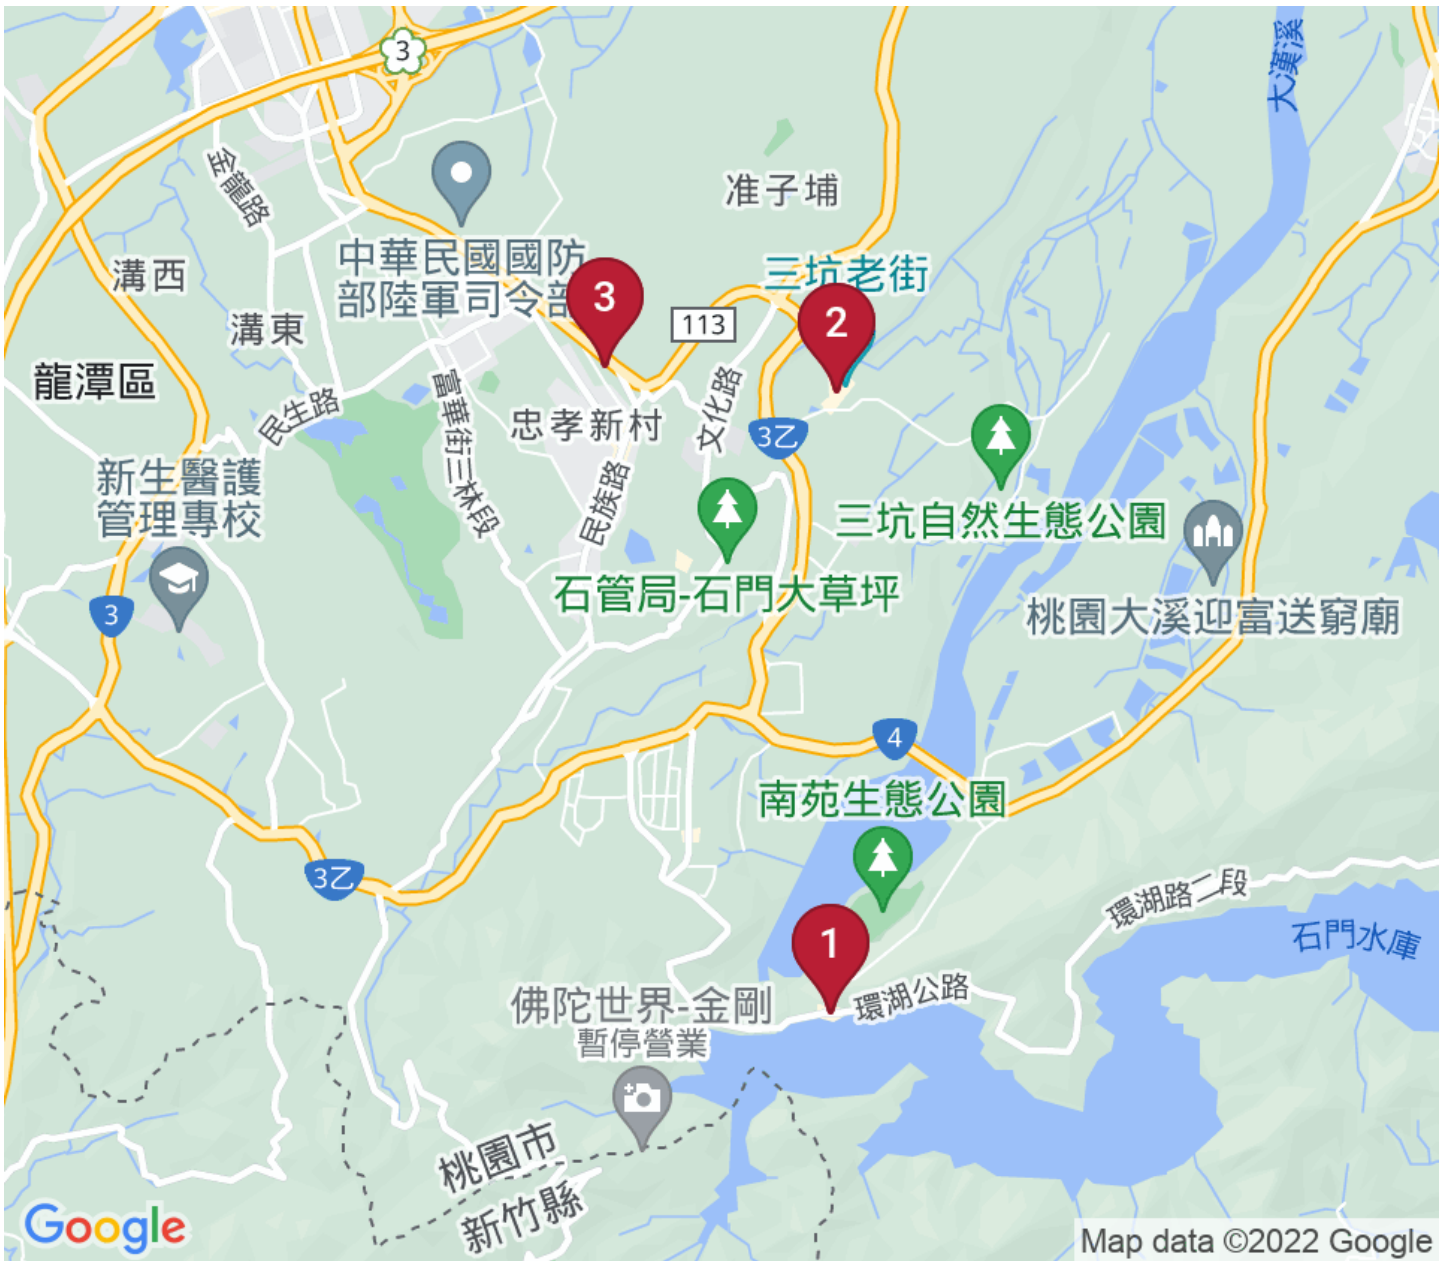 3
大漢溪
金龍路
准子埔
中華民國國防
部陸軍司令部
溝西
三坑老街
3
113
2
溝東
龍潭區
民生路
富華街三林段
忠孝新村
文化路
3乙
新生醫護
管理專校
民族路
三坑自然生態公園
石管局-石門大草坪
3
桃園大溪迎富送窮廟
4
南苑生態公園
3乙
環湖路二段
石門水庫
1
環湖公路
佛陀世界-金剛
暫停營業
桃園市
新竹縣
Google
Map data ©2022 Google